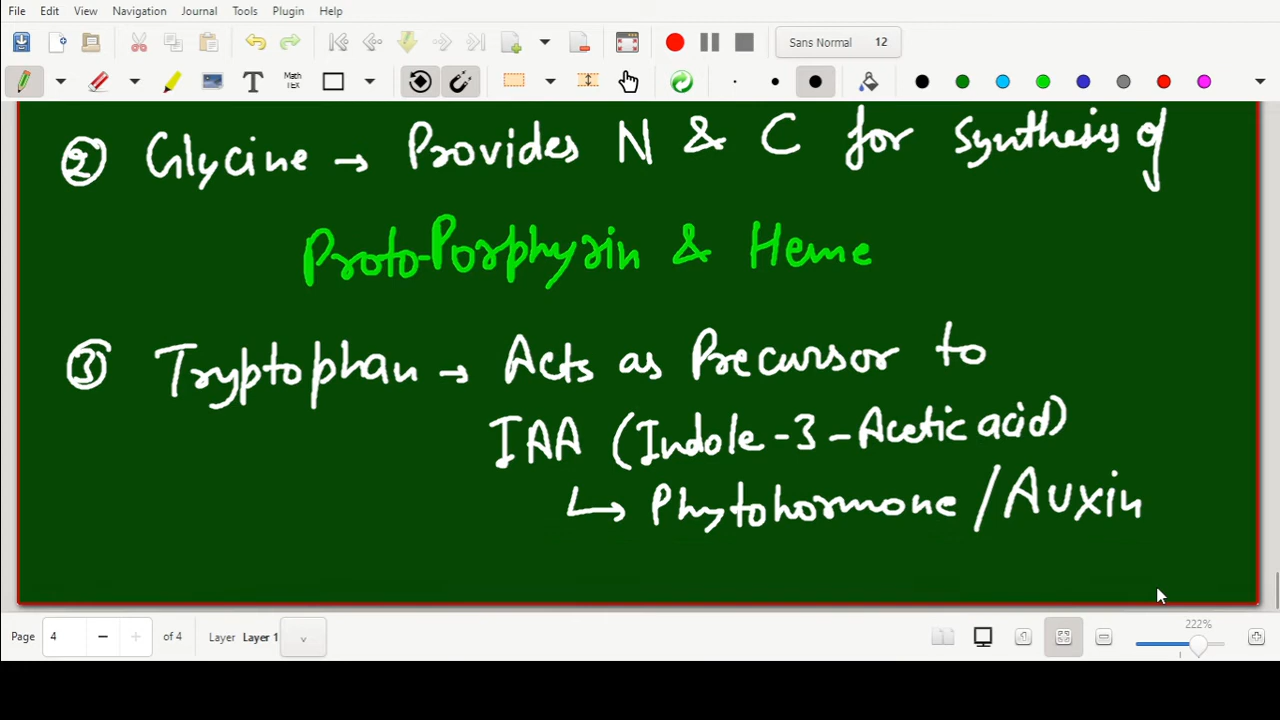 File Edit View Navigation Journal Tools Plugin Help
Sans Normal 12
Math TEX
② Glycine → Provides N & C for synthesis of
Proto-Porphyrin & Heme
③ Tryptophan → Acts as Precursor to
IAA (Indole-3-Acetic acid)
↳ Phytohormone/Auxin
222%
Page 4 of 4 Layer Layer 1